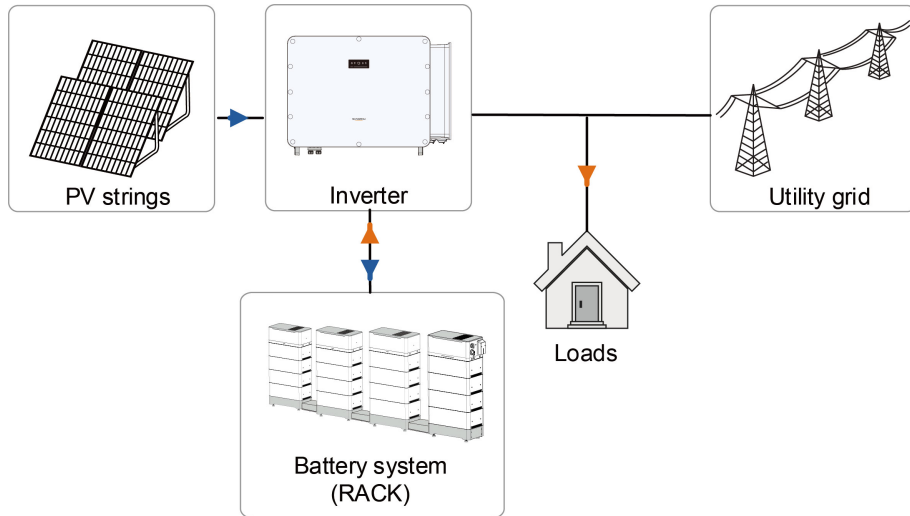 PV strings
Inverter
Utility grid
Loads
Battery system
(RACK)